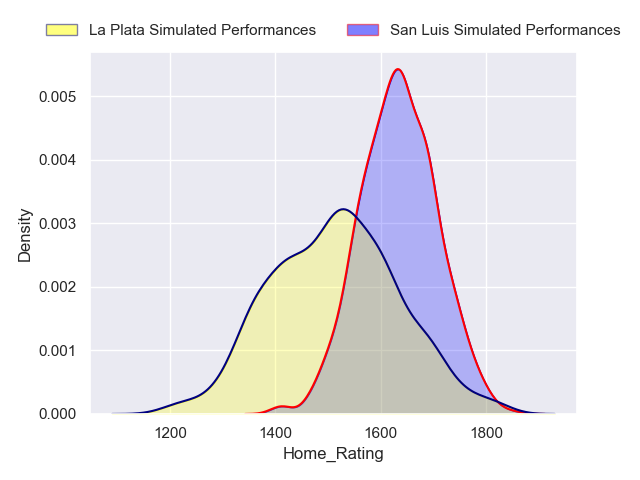 La Plata Simulated Performances San Luis Simulated Performances
0.005
0.004
0.003
0.002
0.001
0.000
Density
1200 1400 1600 1800
Home_Rating